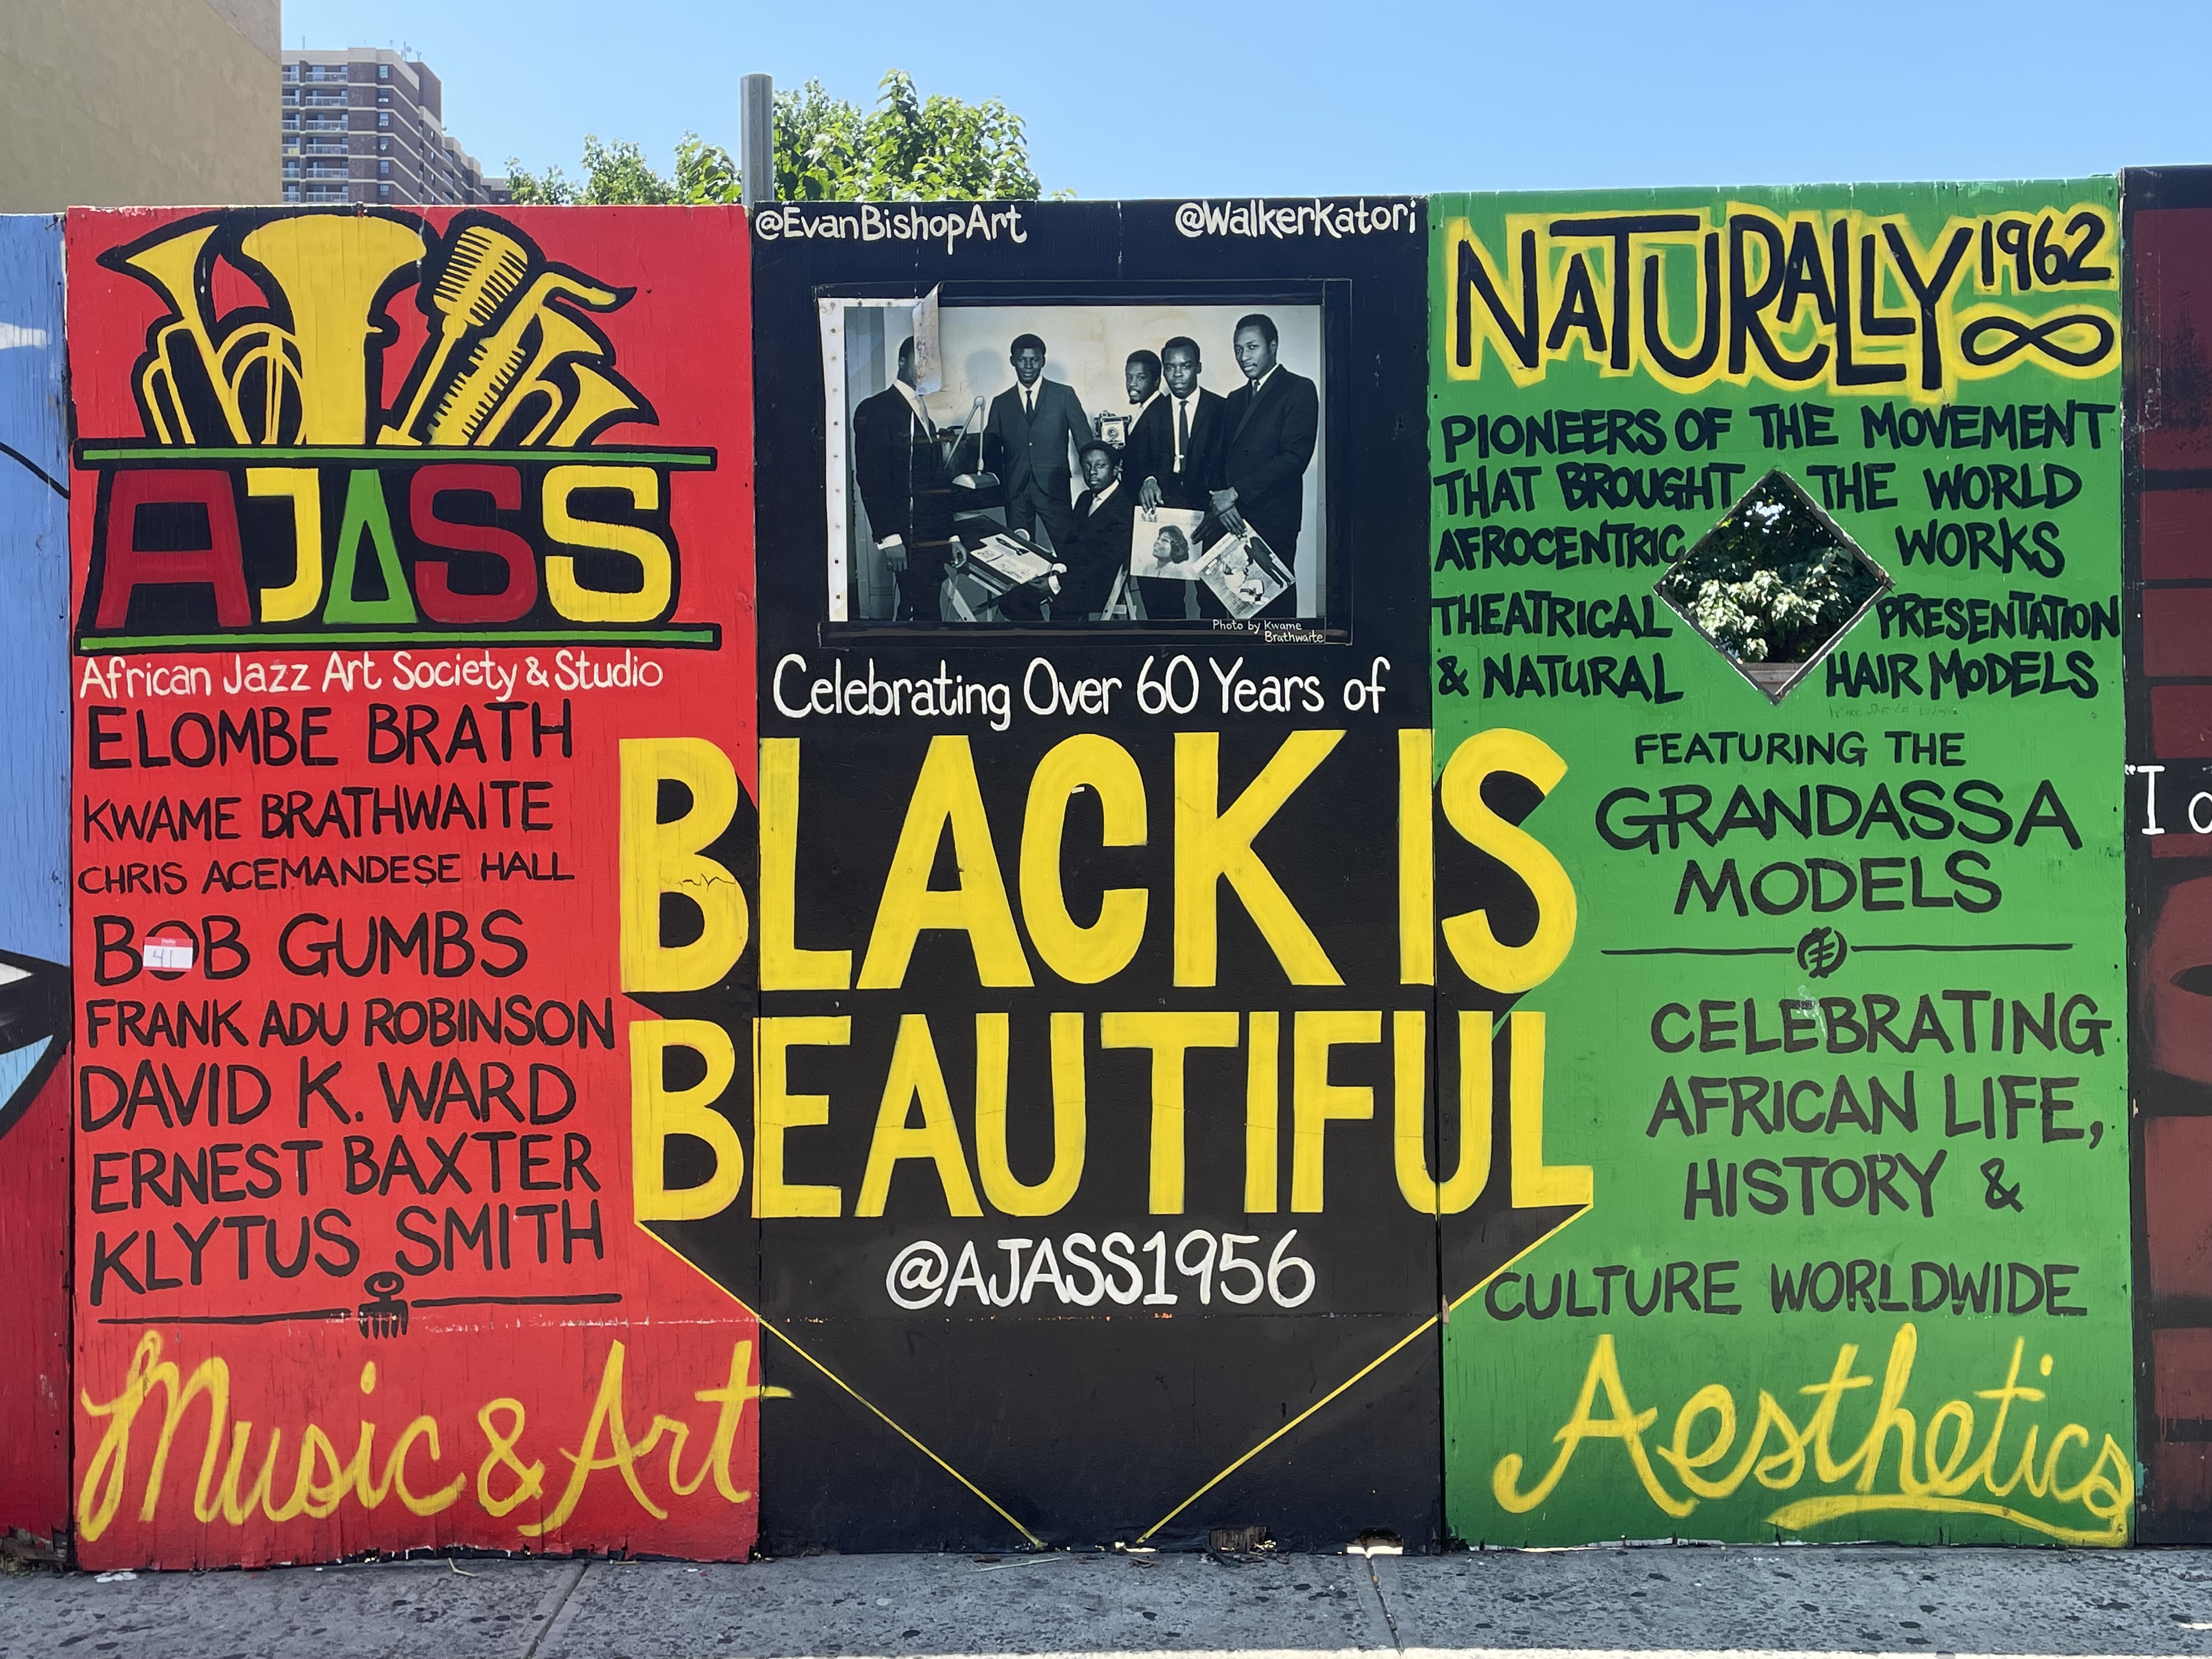 AJASS
African Jazz Art Society & Studio
ELOMBE BRATH
KWAME BRATHWAITE
CHRIS ACEMANDESE HALL
BOB GUMBS
Hello
41
FRANK ADU ROBINSON
DAVID K. WARD
ERNEST BAXTER
KLYTUS SMITH
Music & Art
@EvanBishopArt @WalkerKatori
Photo by Kwame
Brathwaite
Celebrating Over 60 Years of
BLACK IS
BEAUTIFUL
@AJASS1956
NATURALLY 1962
∞
PIONEERS OF THE MOVEMENT
THAT BROUGHT THE WORLD
AFROCENTRIC WORKS
THEATRICAL PRESENTATION
& NATURAL HAIR MODELS
FEATURING THE
GRANDASSA
MODELS
CELEBRATING
AFRICAN LIFE,
HISTORY &
CULTURE WORLDWIDE
Aesthetics
"I